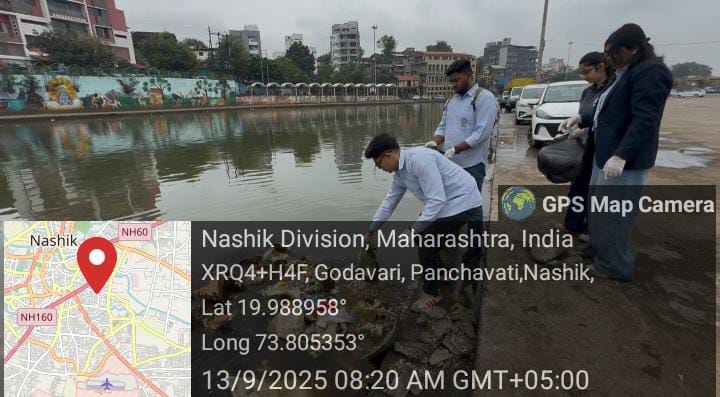 GPS Map Camera
Nashik
NH60
NH160
Nashik Division, Maharashtra, India
XRQ4+H4F, Godavari, Panchavati,Nashik,
Lat 19.988958°
Long 73.805353°
13/9/2025 08:20 AM GMT+05:00